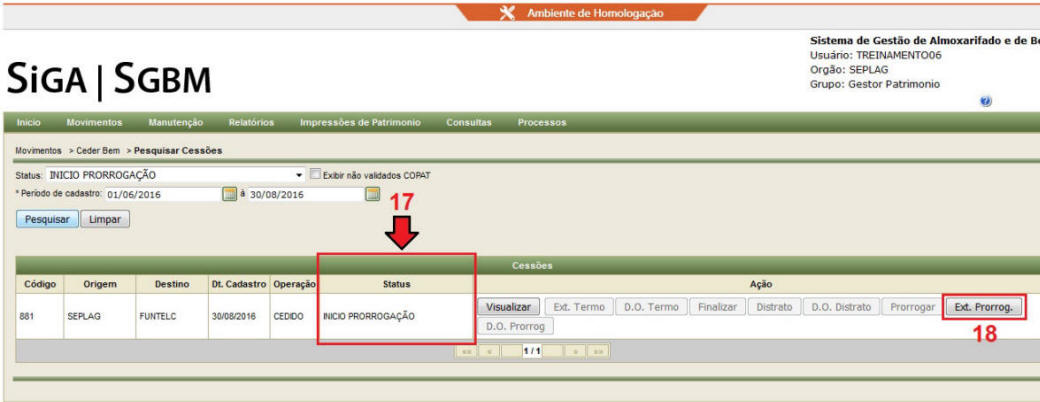 Ambiente de Homologação
Sistema de Gestão de Almoxarifado e de Be
Usuário: TREINAMENTO06
Orgão: SEPLAG
Grupo: Gestor Patrimonio
SiGA | SGBM
Inicio Movimentos Manutenção Relatórios Impressões de Patrimonio Consultas Processos
Movimentos > Ceder Bem > Pesquisar Cessões
Status: INICIO PRORROGAÇÃO Exibir não validados COPAT
* Período de cadastro: 01/06/2016 à 30/08/2016
17
Pesquisar Limpar
Cessões
Código Origem Destino Dt. Cadastro Operação Status Ação
881 SEPLAG FUNTELC 30/08/2016 CEDIDO INICIO PRORROGAÇÃO Visualizar Ext. Termo D.O. Termo Finalizar Distrato D.O. Distrato Prorrogar Ext. Prorrog.
D.O. Prorrog
18
«« « 1 / 1 » »»